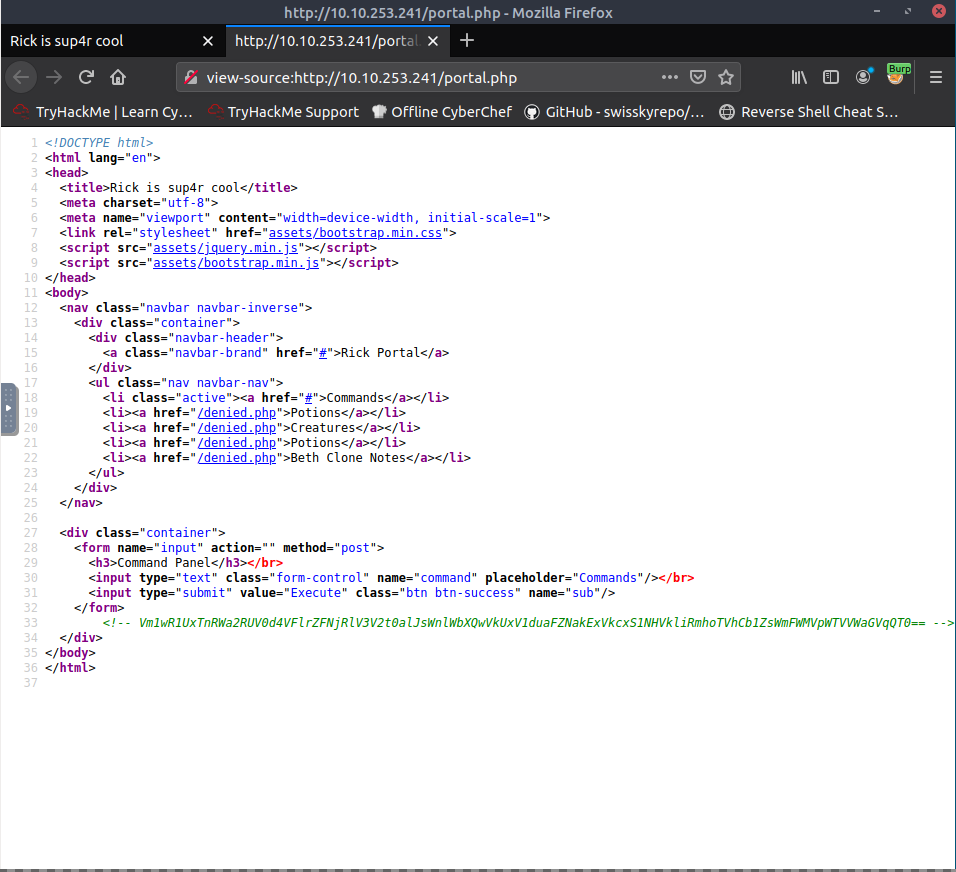 http://10.10.253.241/portal.php - Mozilla Firefox
Rick is sup4r cool
http://10.10.253.241/porta
view-source:http://10.10.253.241/portal.php
Burp
TryHackMe | Learn Cy…
TryHackMe Support
Offline CyberChef
GitHub - swisskyrepo/…
Reverse Shell Cheat S…
1 <!DOCTYPE html>
2 <html lang="en">
3 <head>
4   <title>Rick is sup4r cool</title>
5   <meta charset="utf-8">
6   <meta name="viewport" content="width=device-width, initial-scale=1">
7   <link rel="stylesheet" href="assets/bootstrap.min.css">
8   <script src="assets/jquery.min.js"></script>
9   <script src="assets/bootstrap.min.js"></script>
10 </head>
11 <body>
12   <nav class="navbar navbar-inverse">
13     <div class="container">
14       <div class="navbar-header">
15         <a class="navbar-brand" href="#">Rick Portal</a>
16       </div>
17       <ul class="nav navbar-nav">
18         <li class="active"><a href="#">Commands</a></li>
19         <li><a href="/denied.php">Potions</a></li>
20         <li><a href="/denied.php">Creatures</a></li>
21         <li><a href="/denied.php">Potions</a></li>
22         <li><a href="/denied.php">Beth Clone Notes</a></li>
23       </ul>
24     </div>
25   </nav>
26
27   <div class="container">
28     <form name="input" action="" method="post">
29       <h3>Command Panel</h3></br>
30       <input type="text" class="form-control" name="command" placeholder="Commands"/></br>
31       <input type="submit" value="Execute" class="btn btn-success" name="sub"/>
32     </form>
33         <!-- Vm1wR1UxTnRWa2RUV0d4VFlrZFNjRlV3V2t0alJsWnlWbXQwVkUxV1duaFZNakExVkcxS1NHVkliRmhoTVhCb1ZsWmFWMVpWTVVWaGVqQT0== -->
34   </div>
35 </body>
36 </html>
37